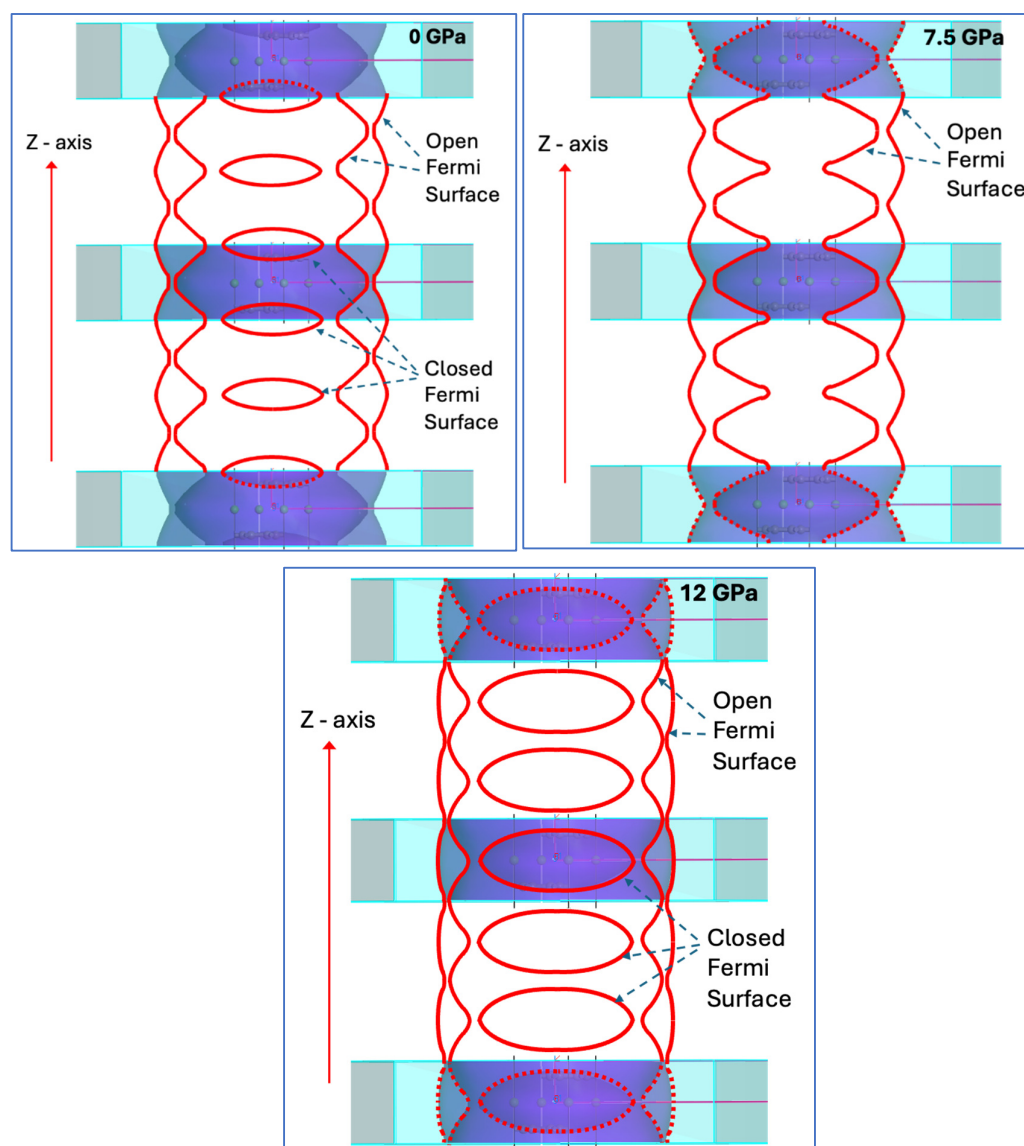 0 GPa
Z - axis
Open
Fermi
Surface
Closed
Fermi
Surface
7.5 GPa
Z - axis
Open
Fermi
Surface
12 GPa
Z - axis
Open
Fermi
Surface
Closed
Fermi
Surface